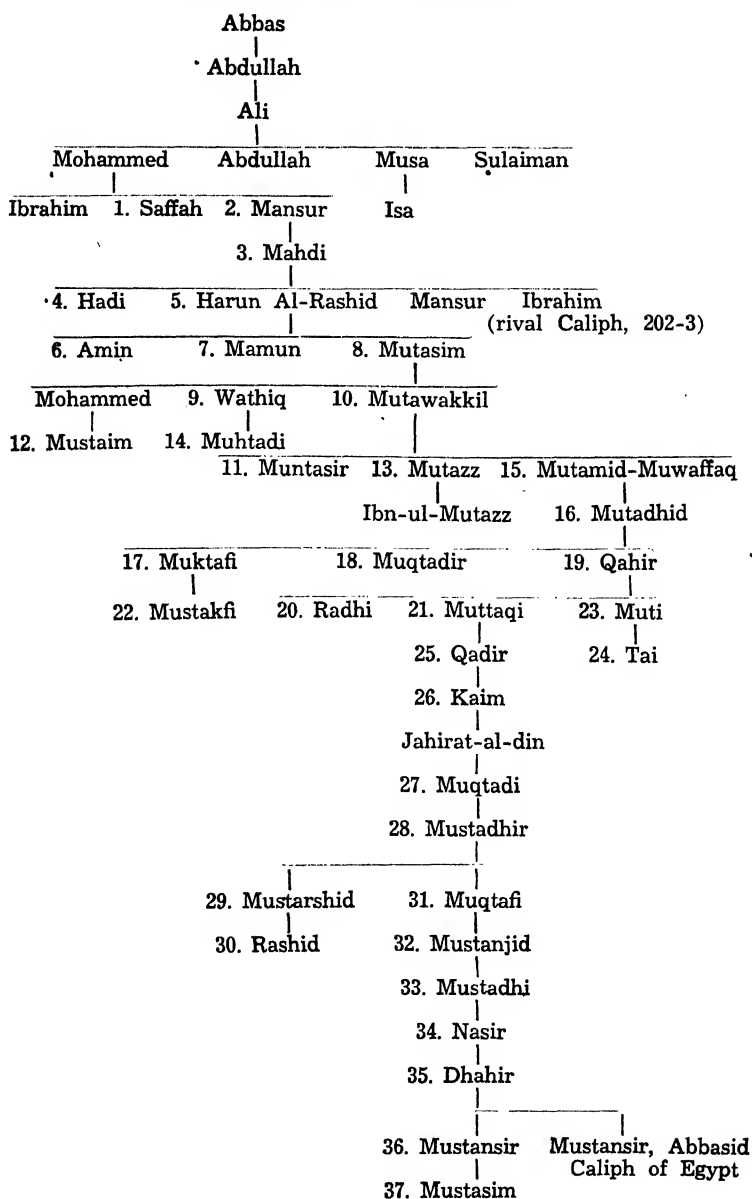 Abbas
Abdullah
Ali
Mohammed Abdullah Musa Sulaiman
Ibrahim 1. Saffah 2. Mansur Isa
3. Mahdi
4. Hadi 5. Harun Al-Rashid Mansur Ibrahim
(rival Caliph, 202-3)
6. Amin 7. Mamun 8. Mutasim
Mohammed 9. Wathiq 10. Mutawakkil
12. Mustaim 14. Muhtadi
11. Muntasir 13. Mutazz 15. Mutamid-Muwaffaq
Ibn-ul-Mutazz 16. Mutadhid
17. Muktafi 18. Muqtadir 19. Qahir
22. Mustakfi 20. Radhi 21. Muttaqi 23. Muti
25. Qadir 24. Tai
26. Kaim
Jahirat-al-din
27. Muqtadi
28. Mustadhir
29. Mustarshid 31. Muqtafi
30. Rashid 32. Mustanjid
33. Mustadhi
34. Nasir
35. Dhahir
36. Mustansir Mustansir, Abbasid
Caliph of Egypt
37. Mustasim